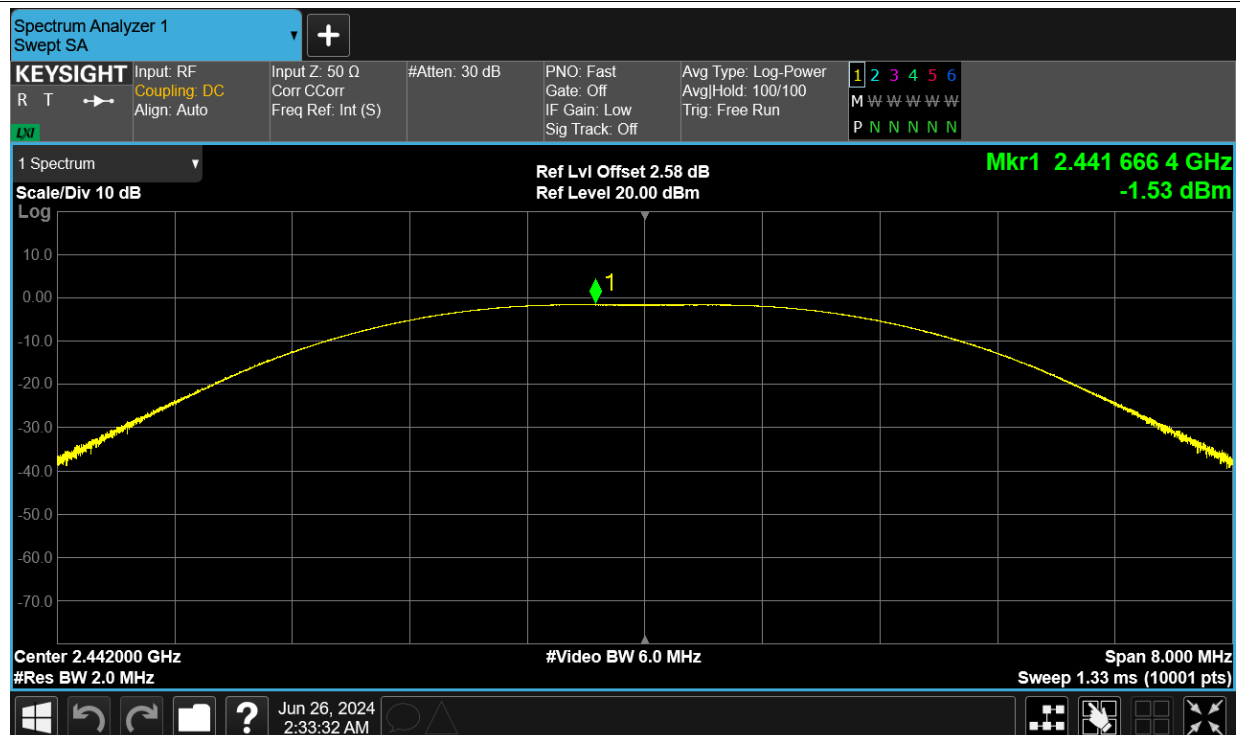 Spectrum Analyzer 1
Swept SA
+
KEYSIGHT
R T
LXI
Input: RF
Coupling: DC
Align: Auto
Input Z: 50 Ω
Corr CCorr
Freq Ref: Int (S)
#Atten: 30 dB
PNO: Fast
Gate: Off
IF Gain: Low
Sig Track: Off
Avg Type: Log-Power
Avg|Hold: 100/100
Trig: Free Run
1 2 3 4 5 6
M W W W W W
P N N N N N
1 Spectrum
Scale/Div 10 dB
Log
Ref Lvl Offset 2.58 dB
Ref Level 20.00 dBm
Mkr1 2.441 666 4 GHz
-1.53 dBm
10.0
0.00
-10.0
-20.0
-30.0
-40.0
-50.0
-60.0
-70.0
1
Center 2.442000 GHz
#Res BW 2.0 MHz
#Video BW 6.0 MHz
Span 8.000 MHz
Sweep 1.33 ms (10001 pts)
?
Jun 26, 2024
2:33:32 AM